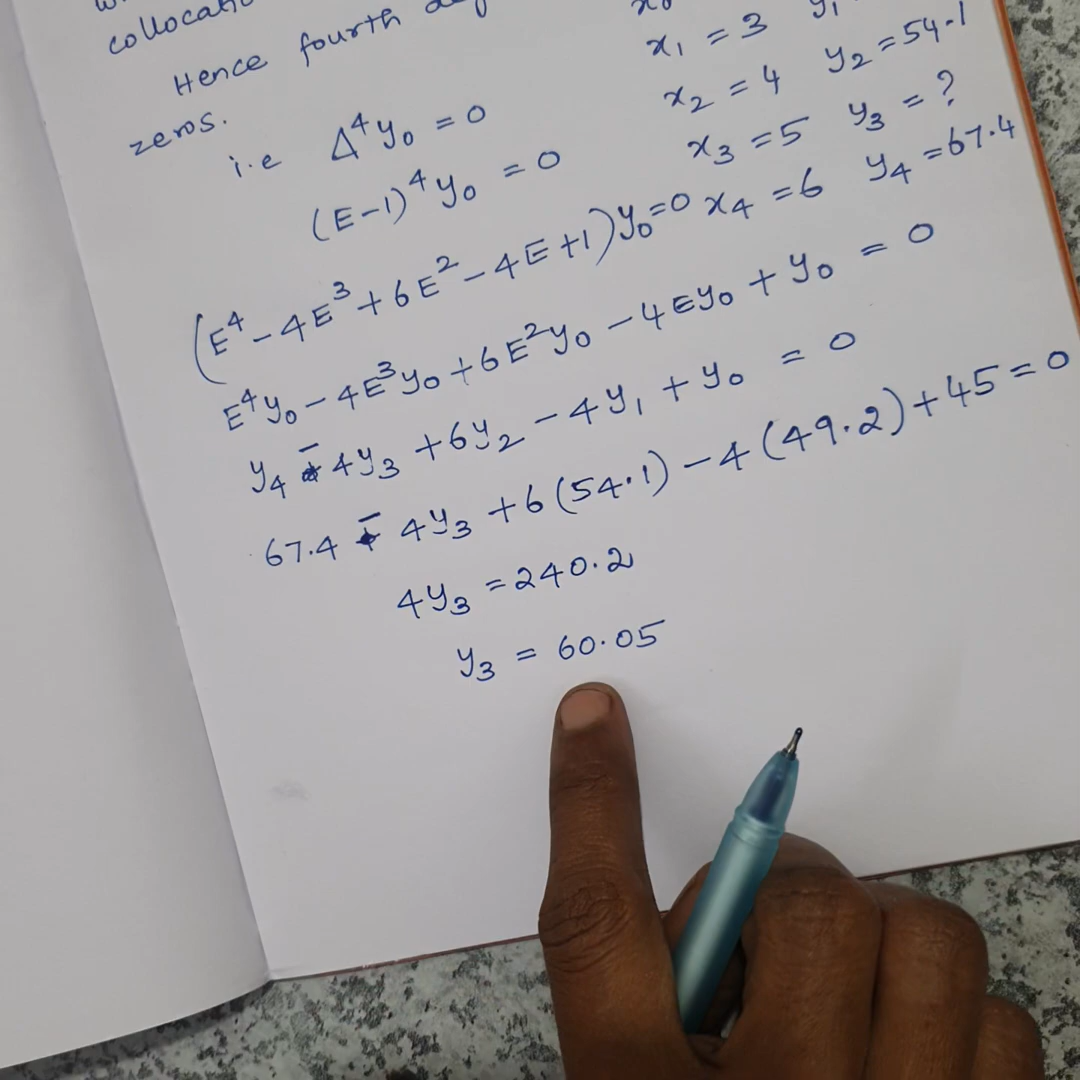 collocati
Hence fourth
zeros.
i.e Δ⁴y₀ = 0
(E-1)⁴y₀ = 0
(E⁴-4E³+6E²-4E+1)y₀=0
E⁴y₀-4E³y₀+6E²y₀-4Ey₀+y₀ = 0
y₄ - 4y₃ +6y₂ -4y₁ + y₀ = 0
67.4 - 4y₃ +6(54.1) -4(49.2)+45=0
4y₃ =240.2
y₃ = 60.05
x₀
x₁ = 3 y₁
x₂ = 4 y₂ =54.1
x₃ =5 y₃ = ?
x₄ =6 y₄ =67.4